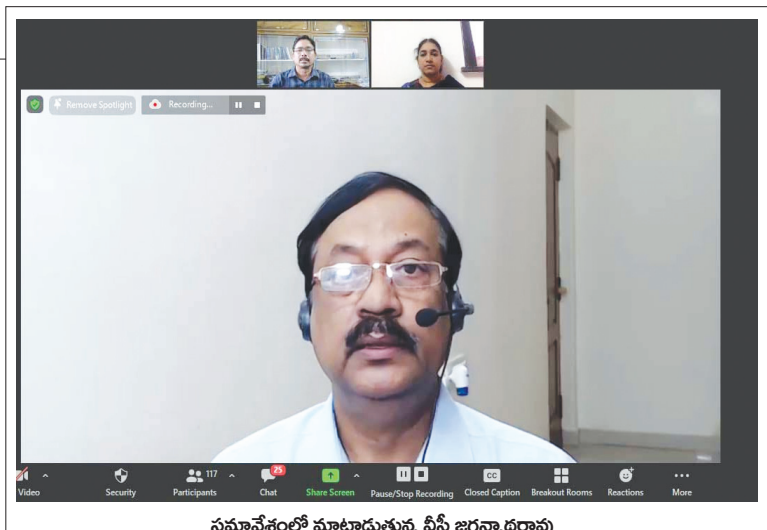 Remove Spotlight Recording...
Video Security 117 Participants 25 Chat Share Screen Pause/Stop Recording CC Closed Caption Breakout Rooms Reactions More
సమావేశంలో మాట్లాడుతున్న వీసీ జగన్నాథరావు